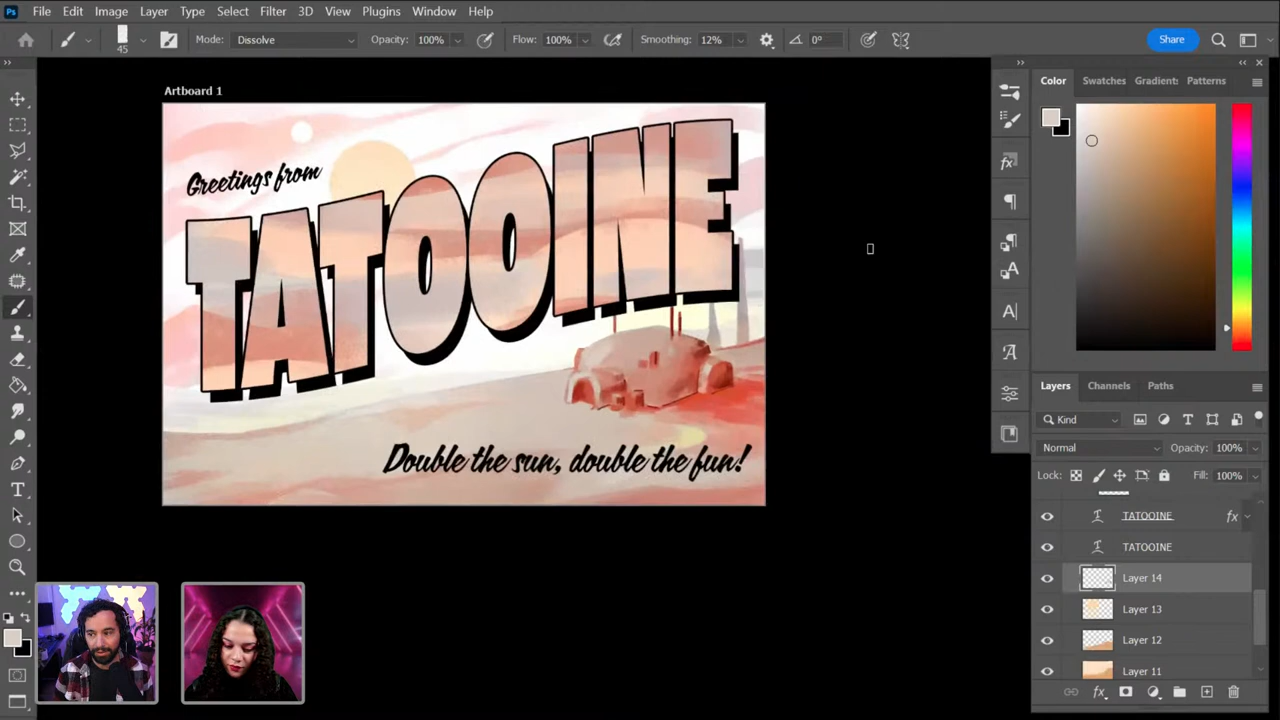 Ps File Edit Image Layer Type Select Filter 3D View Plugins Window Help
45 Mode: Dissolve Opacity: 100% Flow: 100% Smoothing: 12% 0° Share
Artboard 1
Greetings from
TATOOINE
Double the sun, double the fun!
Color Swatches Gradient: Patterns
Layers Channels Paths
Kind
Normal Opacity: 100%
Lock: Fill: 100%
TATOOINE fx
TATOOINE
Layer 14
Layer 13
Layer 12
Layer 11